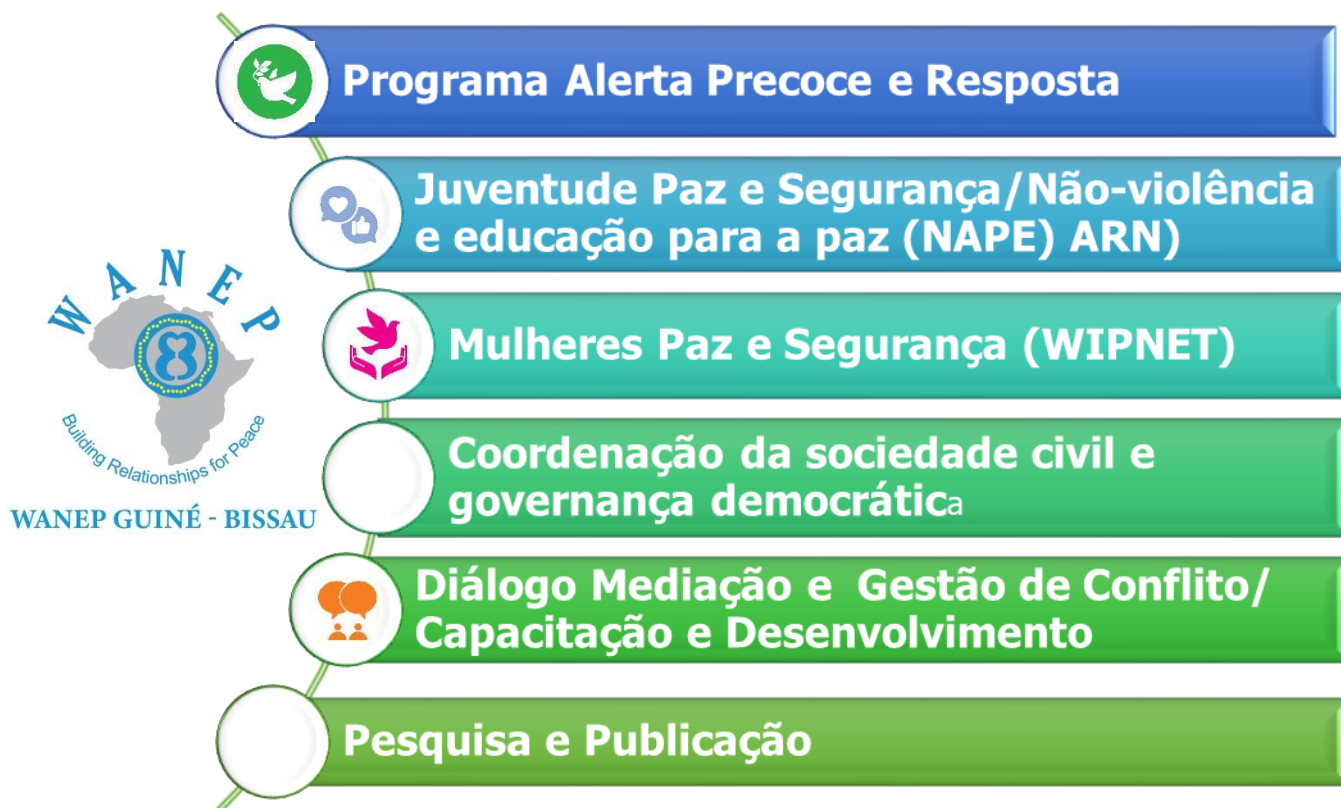 Programa Alerta Precoce e Resposta
Juventude Paz e Segurança/Não-violência
e educação para a paz (NAPE) ARN)
Mulheres Paz e Segurança (WIPNET)
Coordenação da sociedade civil e
governança democrática
Diálogo Mediação e  Gestão de Conflito/
Capacitação e Desenvolvimento
Pesquisa e Publicação
WANEP
Building Relationships for Peace
WANEP GUINÉ - BISSAU